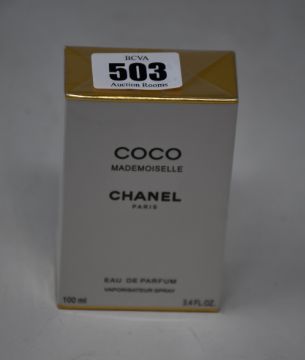 BCVA
503
Auction Rooms
COCO
MADEMOISELLE
CHANEL
PARIS
EAU DE PARFUM
VAPORISATEUR SPRAY
100 ml 3.4 FL.OZ.